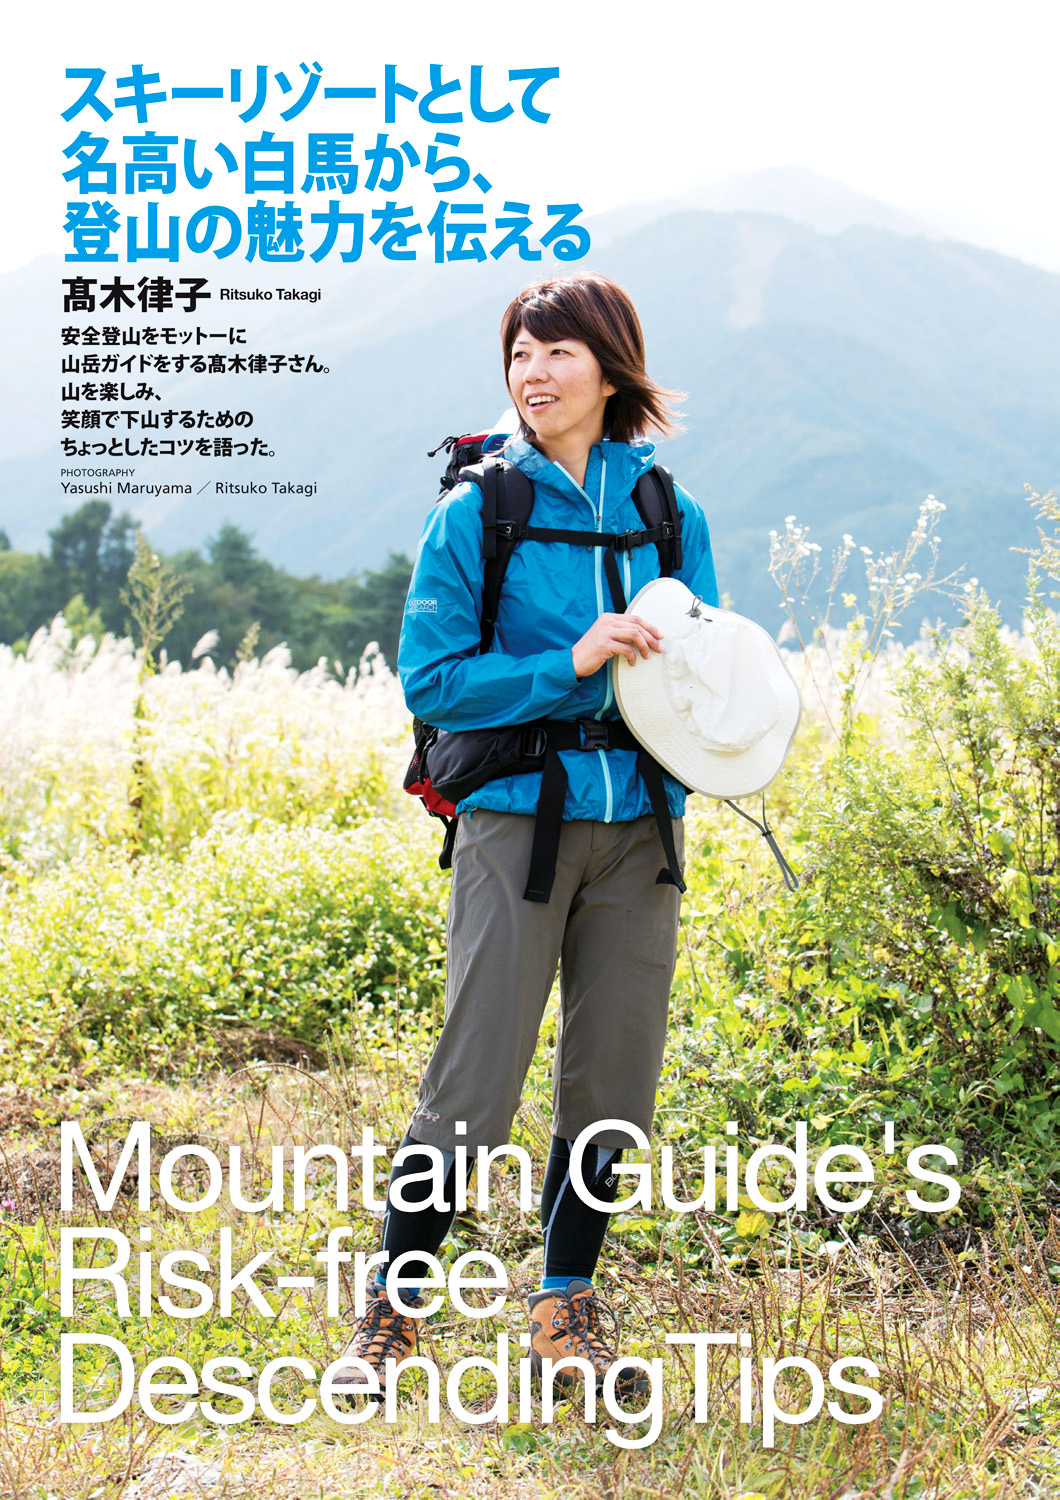 スキーリゾートとして
名高い白馬から、
登山の魅力を伝える
髙木律子 Ritsuko Takagi
安全登山をモットーに
山岳ガイドをする髙木律子さん。
山を楽しみ、
笑顔で下山するための
ちょっとしたコツを語った。
PHOTOGRAPHY
Yasushi Maruyama ／ Ritsuko Takagi
Mountain Guide's
Risk-free
DescendingTips